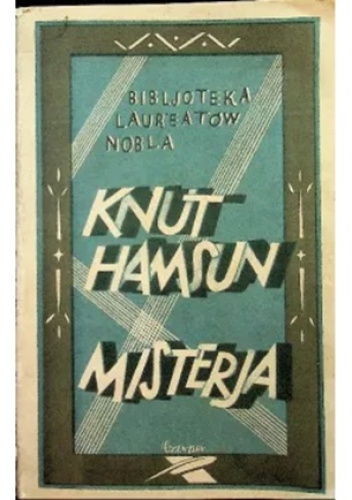 BIBLJOTEKA
LAUREATÓW
NOBLA
KNUT
HAMSUN
MISTERJA